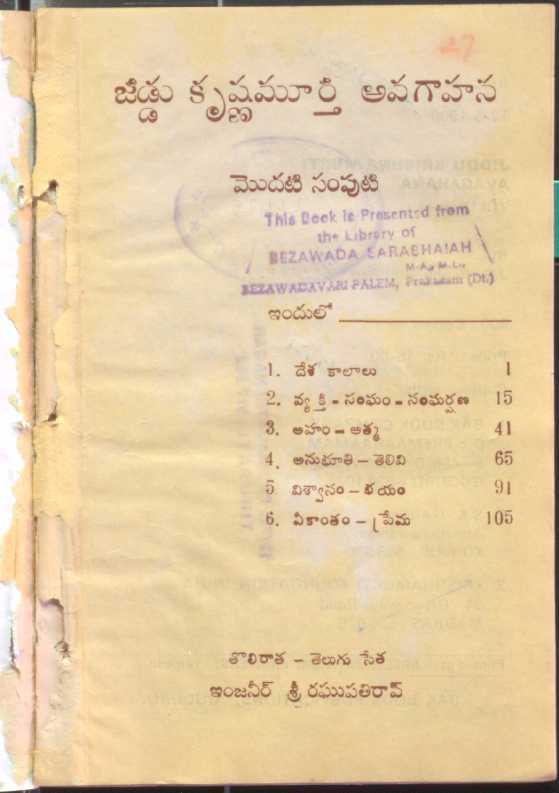 27
జిడ్డు కృష్ణమూర్తి అవగాహన
మొదటి సంపుటి
This Book is Presented from
the Library of
BEZAWADA SARABHAIAH
M.A., M.L.,
BEZAWADAVARI PALEM, Prakasam (Dt.)
ఇందులో
1. దేశ కాలాలు 1
2. వ్యక్తి - సంఘం - సంఘర్షణ 15
3. అహం - ఆత్మ 41
4. అనుభూతి - తెలివి 65
5 విశ్వాసం - భయం 91
6. ఏకాంతం - ప్రేమ 105
తొలిరాత - తెలుగు సేత
ఇంజనీర్ శ్రీ రఘుపతిరావ్